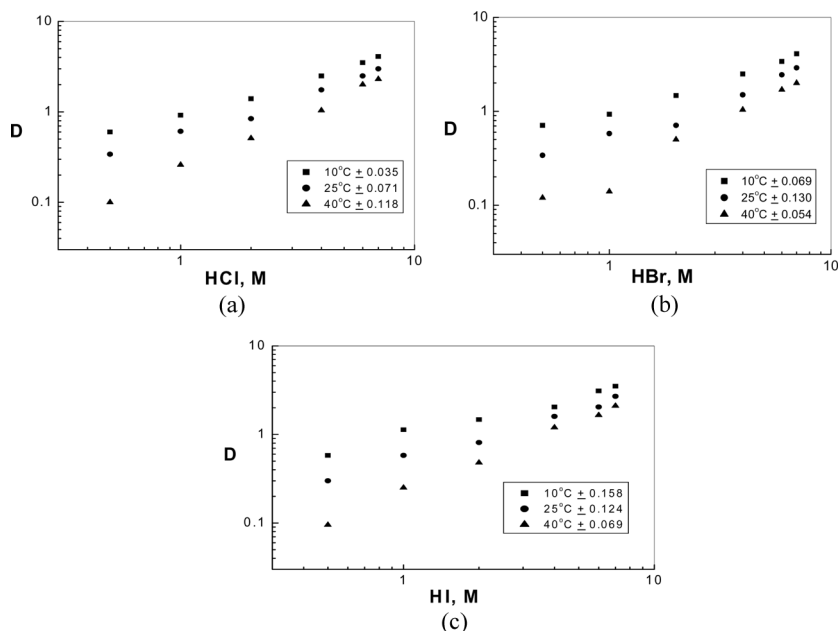 10
1
D
0.1
10°C ± 0.035
25°C ± 0.071
40°C ± 0.118
1
10
HCl, M
(a)
10
1
D
0.1
10°C ± 0.069
25°C ± 0.130
40°C ± 0.054
1
10
HBr, M
(b)
10
1
D
0.1
10°C ± 0.158
25°C ± 0.124
40°C ± 0.069
1
10
HI, M
(c)